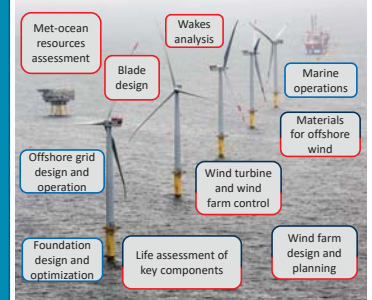 Met-ocean
resources
assessment
Wakes
analysis
Blade
design
Marine
operations
Materials
for offshore
wind
Offshore grid
design and
operation
Wind turbine
and wind
farm control
Foundation
design and
optimization
Life assessment of
key components
Wind farm
design and
planning